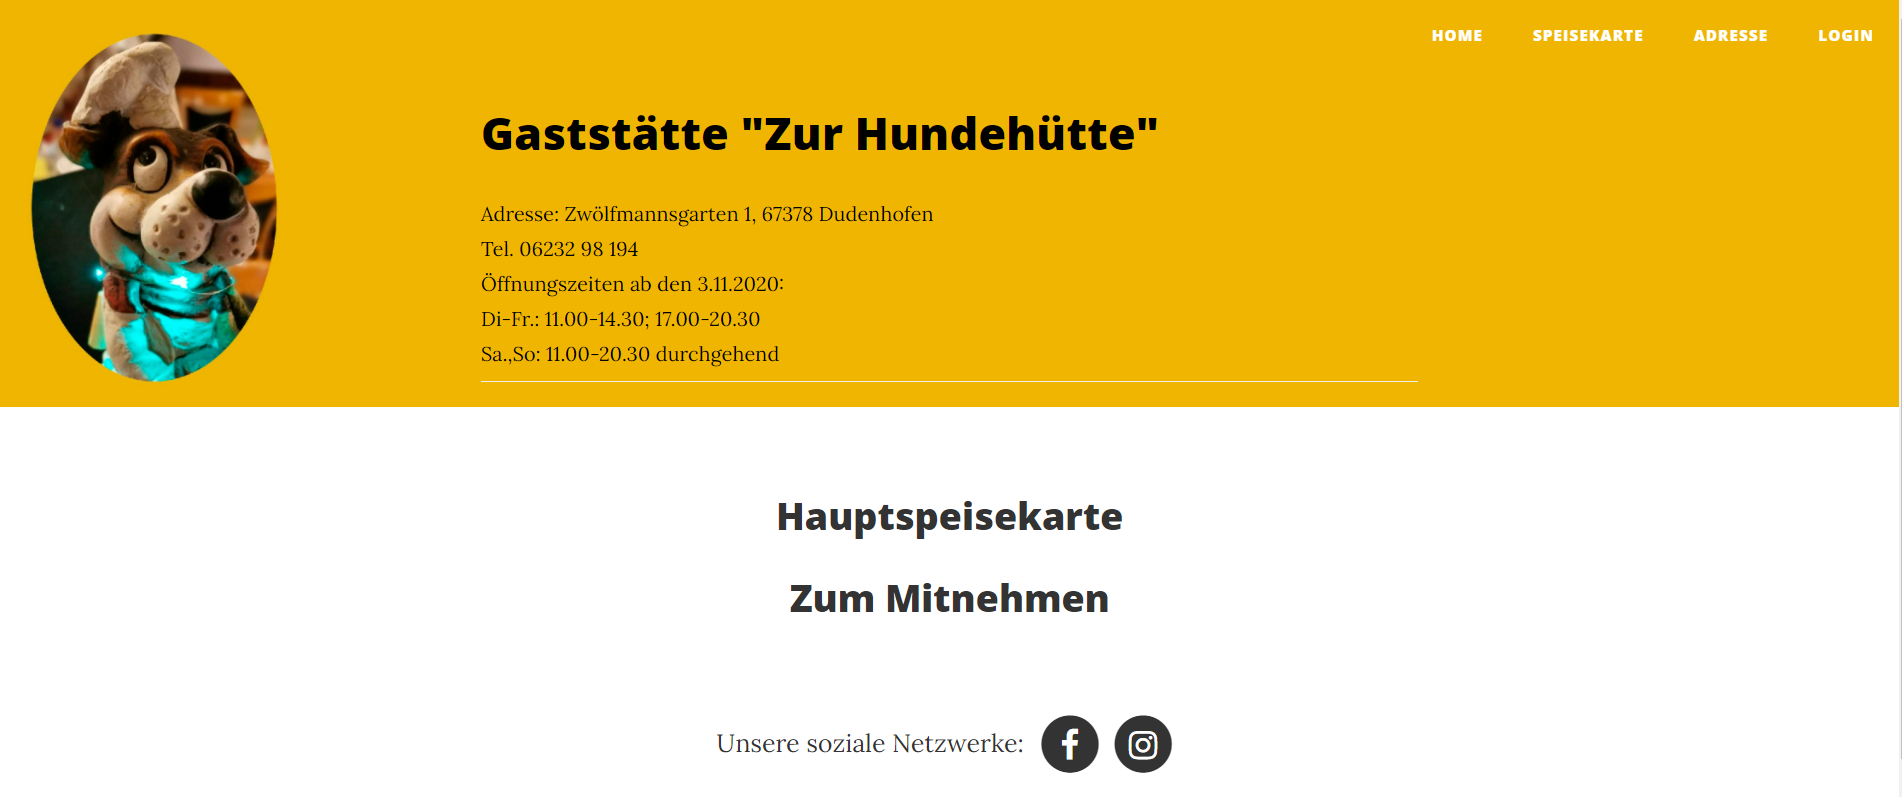 HOME SPEISEKARTE ADRESSE LOGIN
Gaststätte "Zur Hundehütte"
Adresse: Zwölfmannsgarten 1, 67378 Dudenhofen
Tel. 06232 98 194
Öffnungszeiten ab den 3.11.2020:
Di-Fr.: 11.00-14.30; 17.00-20.30
Sa.,So: 11.00-20.30 durchgehend
Hauptspeisekarte
Zum Mitnehmen
Unsere soziale Netzwerke: